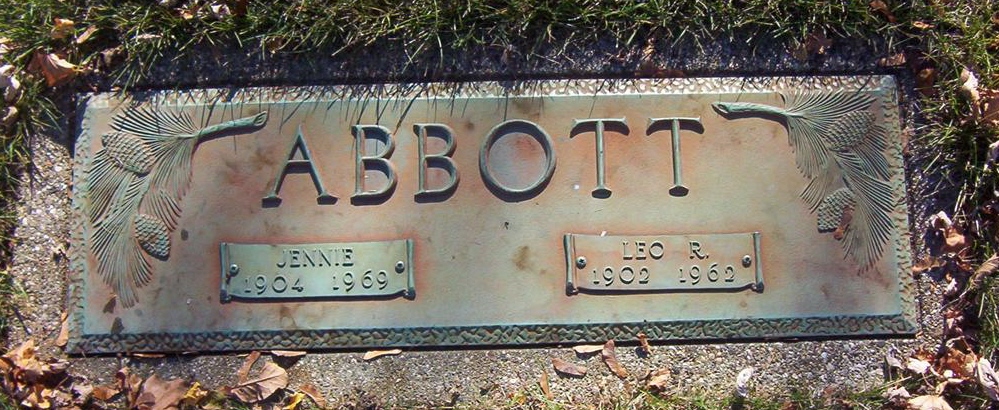 ABBOTT
JENNIE
1904 1969
LEO R.
1902 1962